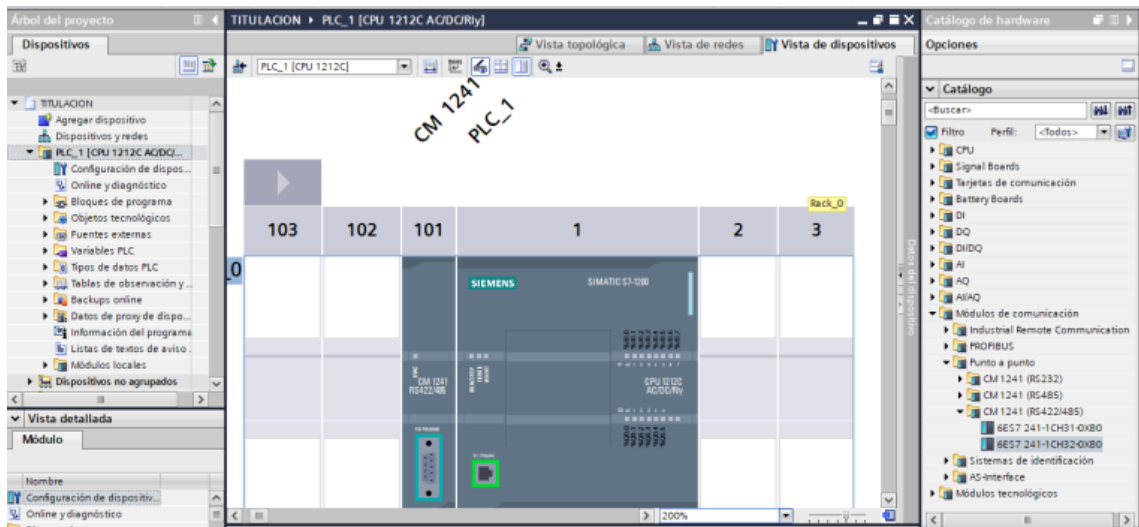 Árbol del proyecto
Dispositivos
TITULACION
Agregar dispositivo
Dispositivos y redes
PLC_1 [CPU 1212C AC/DC/...
Configuración de dispos...
Online y diagnóstico
Bloques de programa
Objetos tecnológicos
Fuentes externas
Variables PLC
Tipos de datos PLC
Tablas de observación y ...
Backups online
Datos de proxy de dispo...
Información del programa
Listas de textos de aviso .
Módulos locales
Dispositivos no agrupados
Vista detallada
Módulo
Nombre
Configuración de dispositiv...
Online y diagnóstico
TITULACION PLC_1 [CPU 1212C AC/DC/Rly]
Vista topológica
Vista de redes
Vista de dispositivos
PLC_1 [CPU 1212C]
CM 1241
PLC_1
Rack_0
103
102
101
1
2
3
_0
SIEMENS
SIMATIC S7-1200
CM 1241
RS422/485
CPU 1212C
AC/DC/Rly
200%
Datos del dispositivo
Catálogo de hardware
Opciones
Catálogo
<Buscar>
Filtro
Perfil:
<Todos>
CPU
Signal Boards
Tarjetas de comunicación
Battery Boards
DI
DQ
DI/DQ
AI
AQ
AI/AQ
Módulos de comunicación
Industrial Remote Communication
PROFIBUS
Punto a punto
CM 1241 (RS232)
CM 1241 (RS485)
CM 1241 (RS422/485)
6ES7 241-1CH31-0XB0
6ES7 241-1CH32-0XB0
Sistemas de identificación
AS-Interface
Módulos tecnológicos